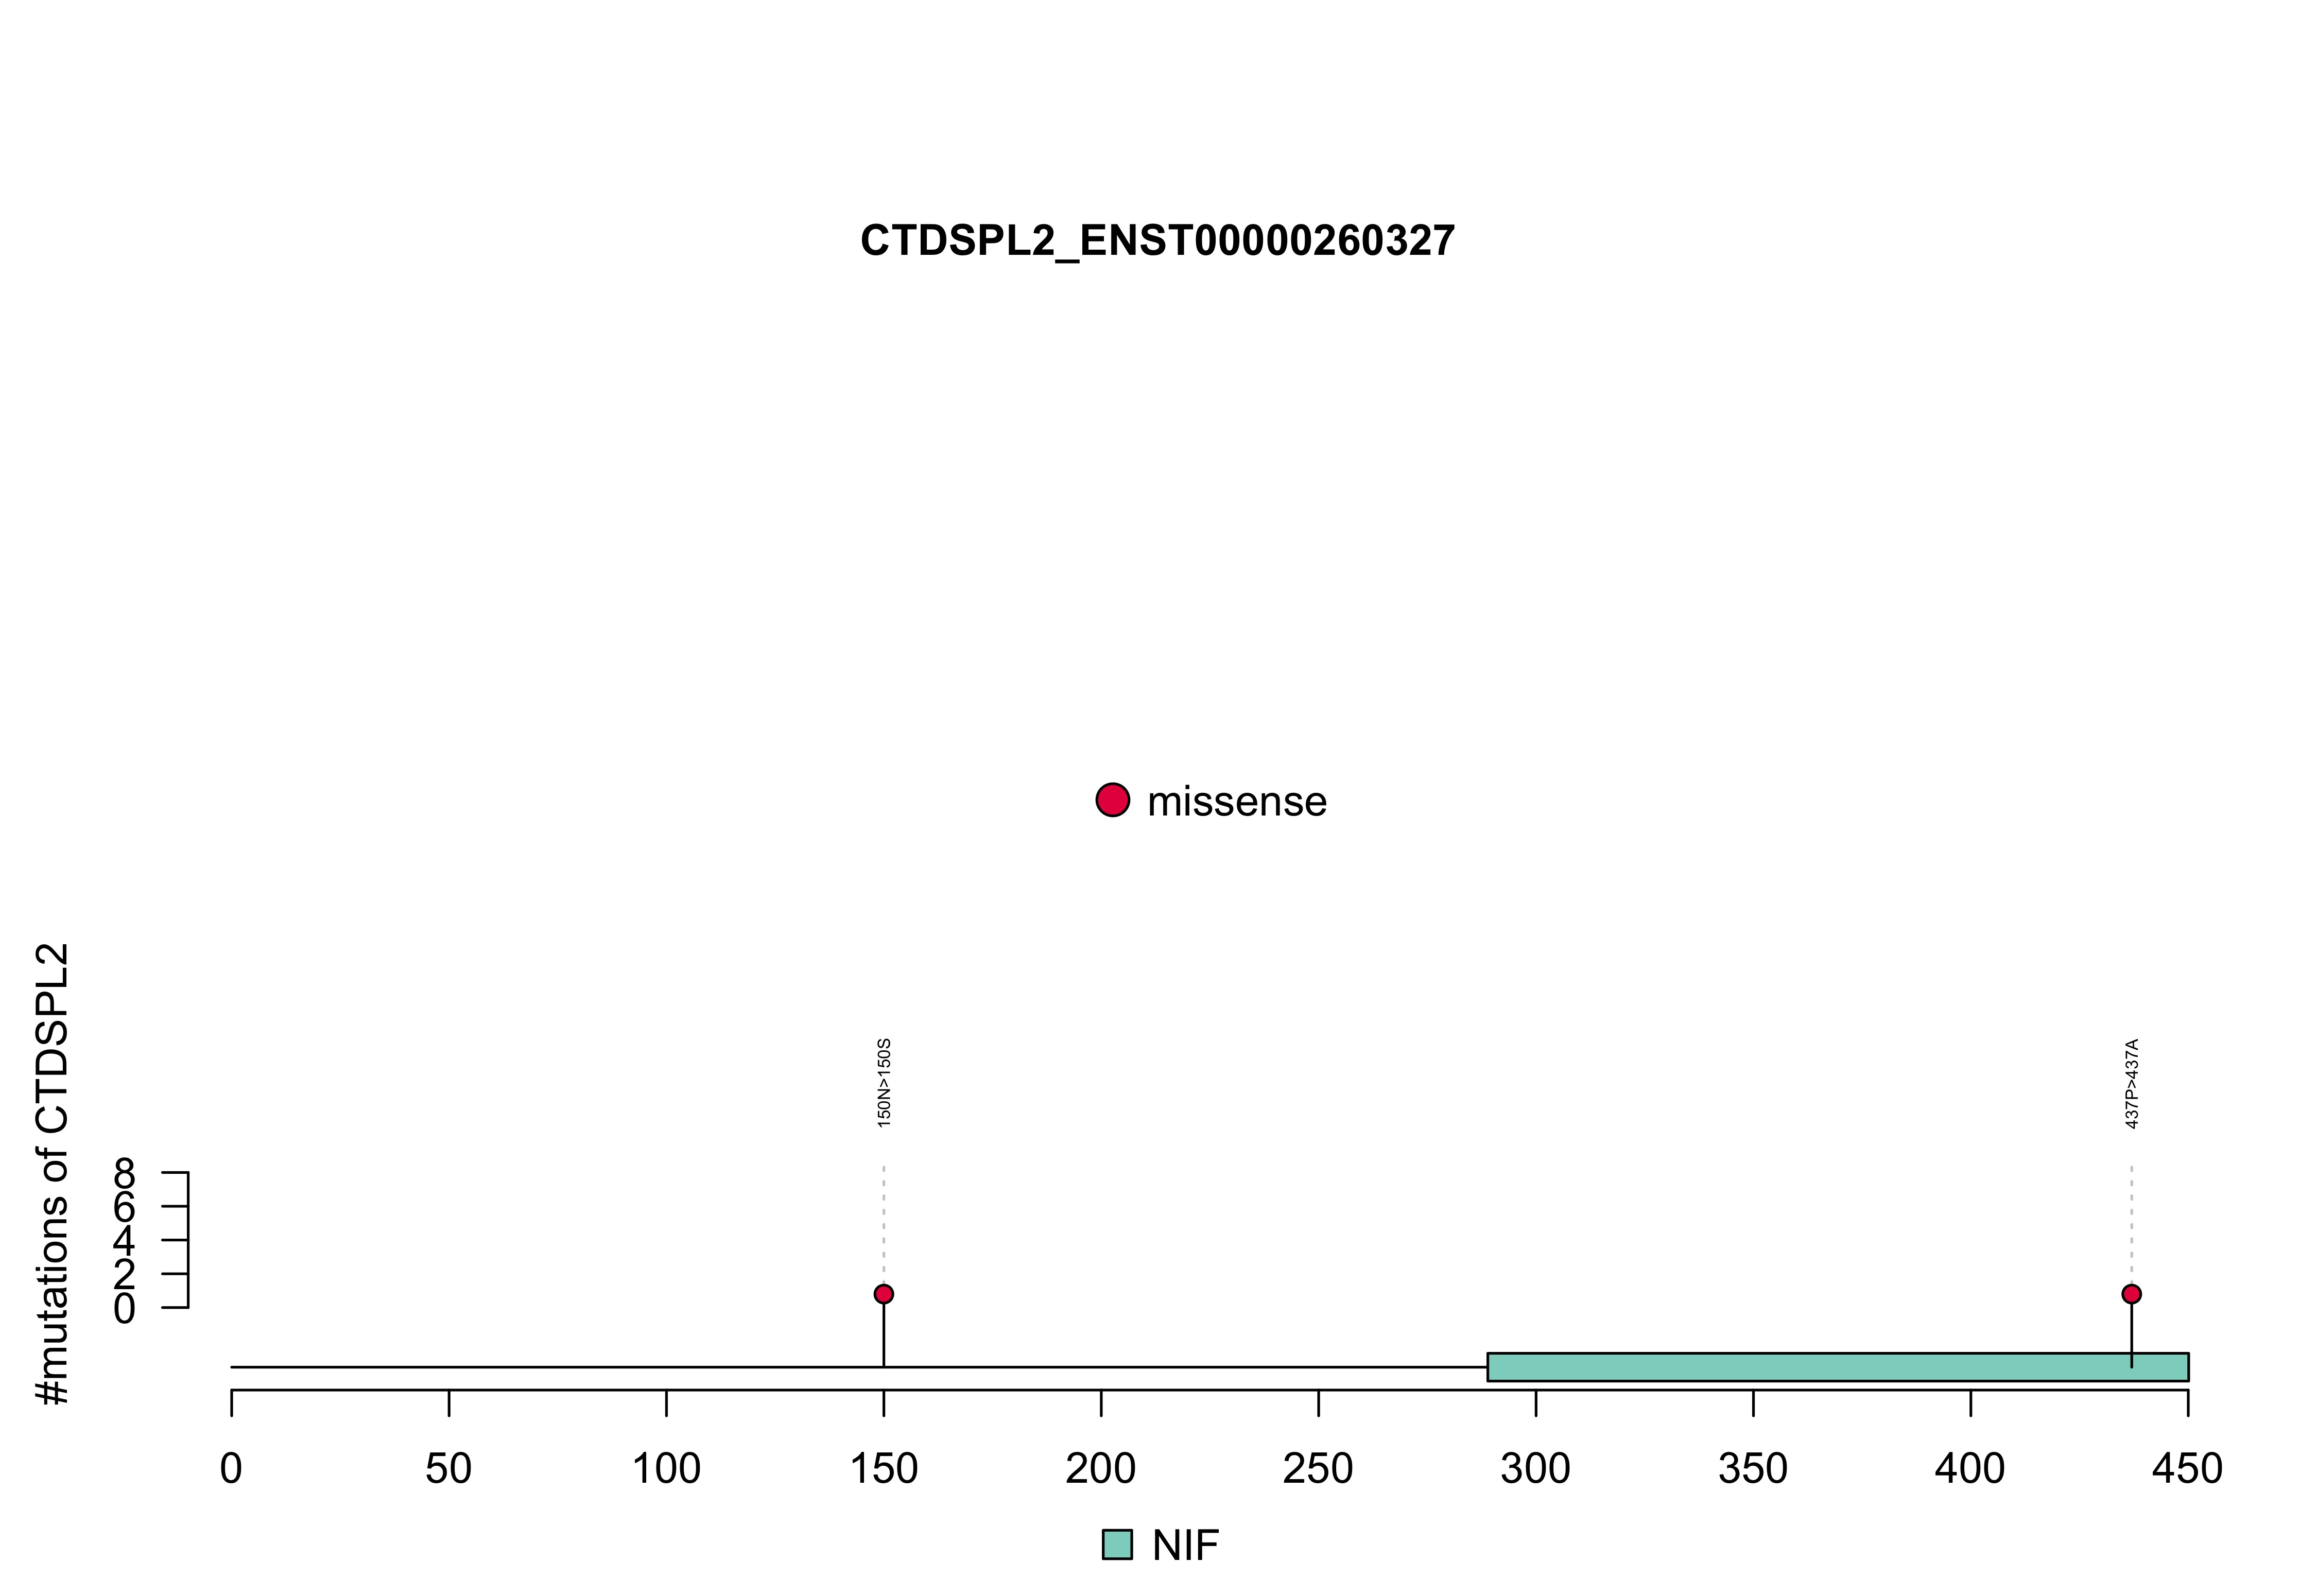 CTDSPL2_ENST00000260327
missense
#mutations of CTDSPL2
150N>150S
437P>437A
8
6
4
2
0
0 50 100 150 200 250 300 350 400 450
NIF